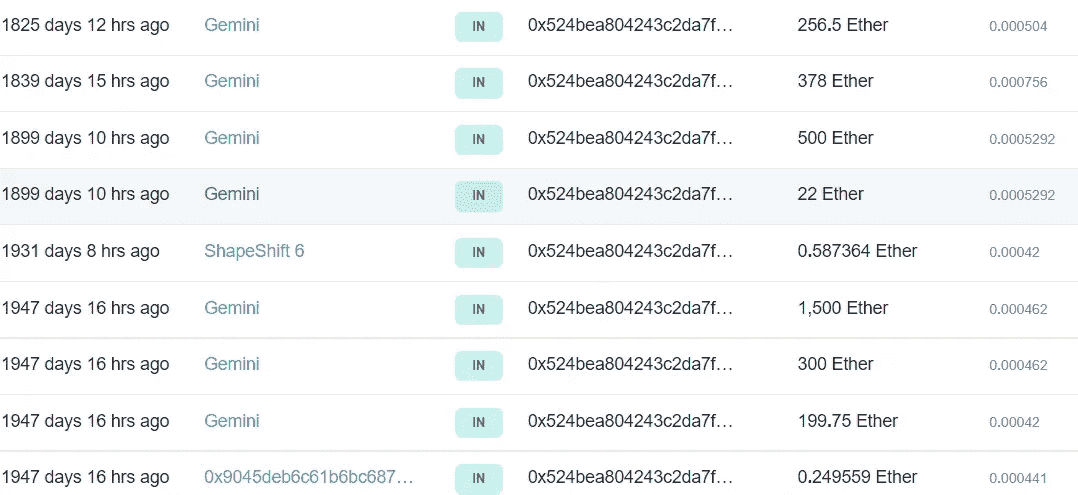 1825 days 12 hrs ago Gemini IN 0x524bea804243c2da7f... 256.5 Ether 0.000504
1839 days 15 hrs ago Gemini IN 0x524bea804243c2da7f... 378 Ether 0.000756
1899 days 10 hrs ago Gemini IN 0x524bea804243c2da7f... 500 Ether 0.0005292
1899 days 10 hrs ago Gemini IN 0x524bea804243c2da7f... 22 Ether 0.0005292
1931 days 8 hrs ago ShapeShift 6 IN 0x524bea804243c2da7f... 0.587364 Ether 0.00042
1947 days 16 hrs ago Gemini IN 0x524bea804243c2da7f... 1,500 Ether 0.000462
1947 days 16 hrs ago Gemini IN 0x524bea804243c2da7f... 300 Ether 0.000462
1947 days 16 hrs ago Gemini IN 0x524bea804243c2da7f... 199.75 Ether 0.00042
1947 days 16 hrs ago 0x9045deb6c61b6bc687... IN 0x524bea804243c2da7f... 0.249559 Ether 0.000441